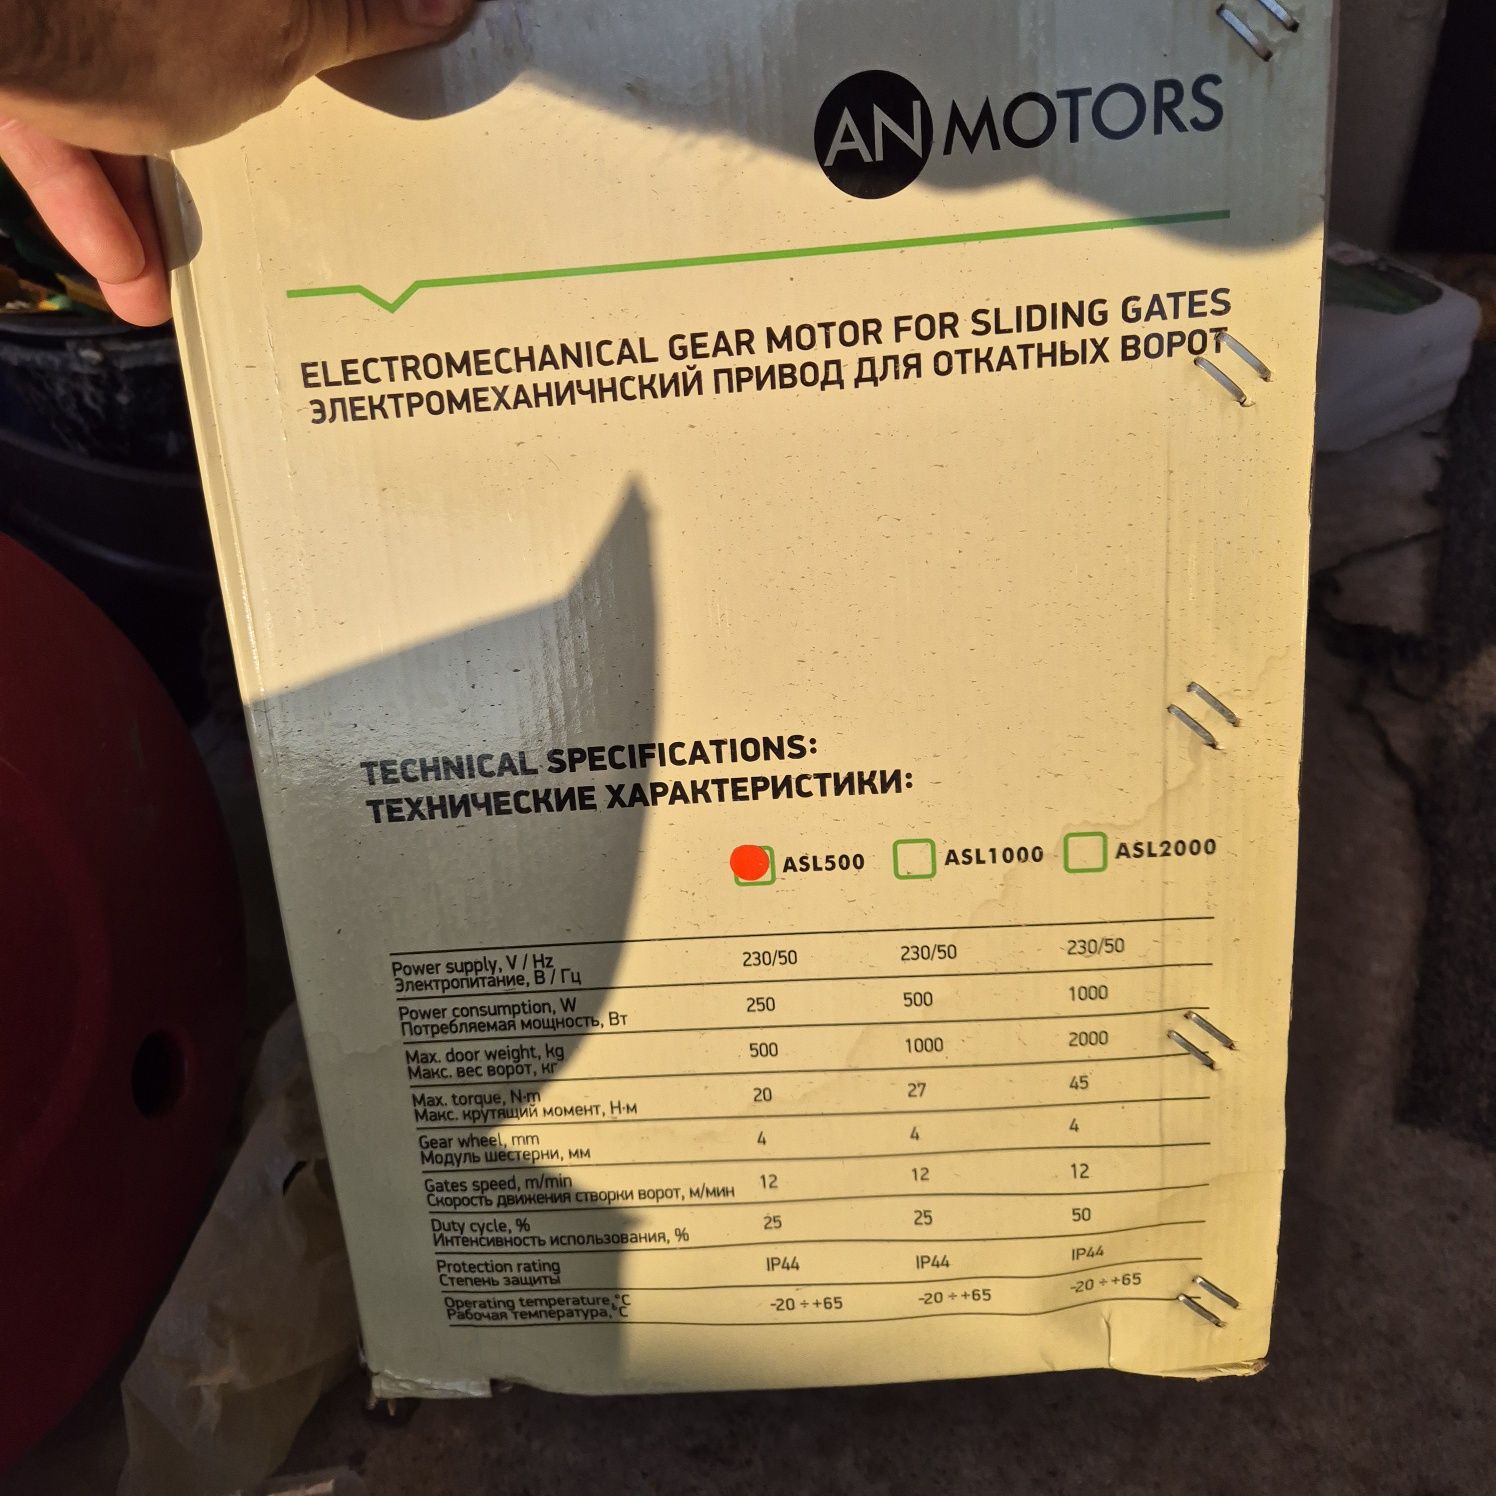 AN MOTORS
ELECTROMECHANICAL GEAR MOTOR FOR SLIDING GATES
ЭЛЕКТРОМЕХАНИЧНСКИЙ ПРИВОД ДЛЯ ОТКАТНЫХ ВОРОТ
TECHNICAL SPECIFICATIONS:
ТЕХНИЧЕСКИЕ ХАРАКТЕРИСТИКИ:
ASL500 ASL1000 ASL2000
Power supply, V / Hz 230/50 230/50 230/50
Электропитание, В / Гц
Power consumption, W 250 500 1000
Потребляемая мощность, Вт
Max. door weight, kg 500 1000 2000
Макс. вес ворот, кг
Max. torque, N·m 20 27 45
Макс. крутящий момент, Н·м
Gear wheel, mm 4 4 4
Модуль шестерни, мм
Gates speed, m/min 12 12 12
Скорость движения створки ворот, м/мин
Duty cycle, % 25 25 50
Интенсивность использования, %
Protection rating IP44 IP44 IP44
Степень защиты
Operating temperature, °C -20 ÷ +65 -20 ÷ +65 -20 ÷ +65
Рабочая температура, °C